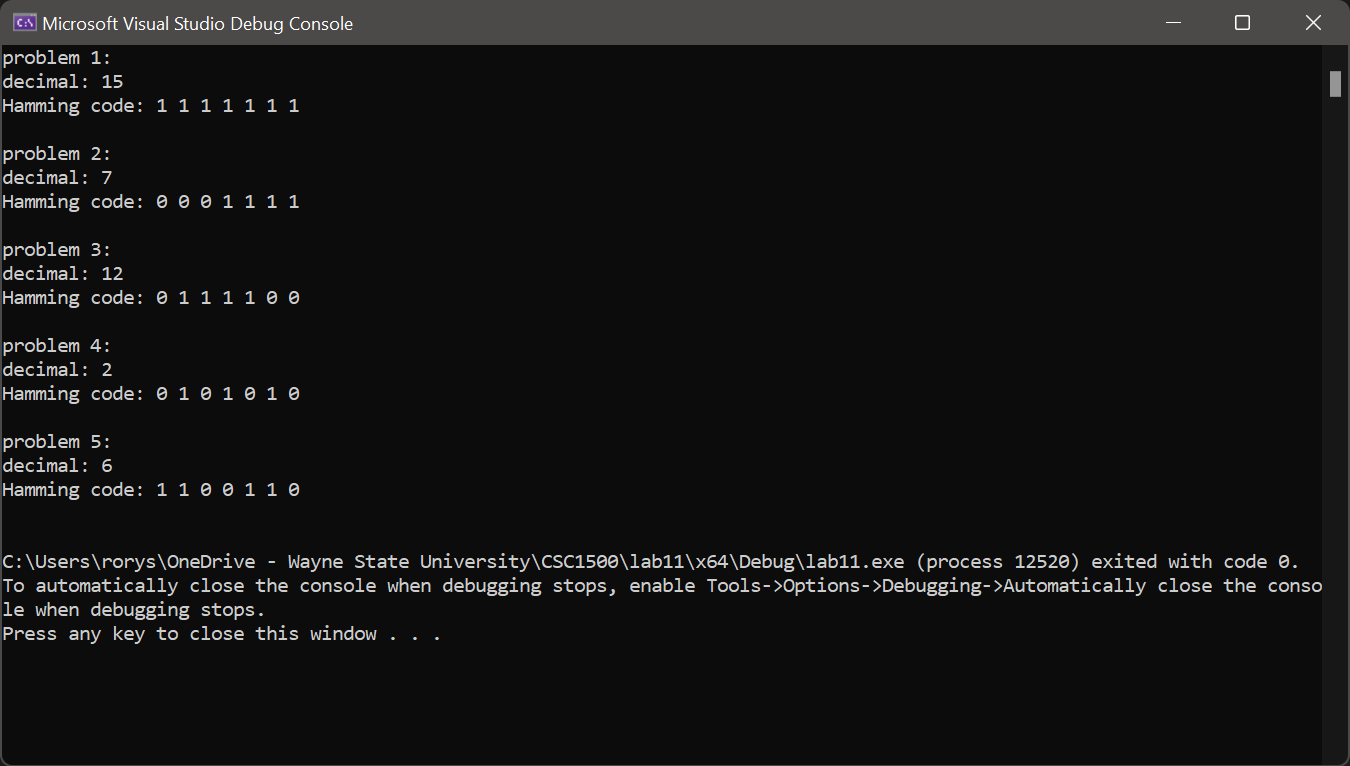 Microsoft Visual Studio Debug Console
problem 1:
decimal: 15
Hamming code: 1 1 1 1 1 1 1
problem 2:
decimal: 7
Hamming code: 0 0 0 1 1 1 1
problem 3:
decimal: 12
Hamming code: 0 1 1 1 1 0 0
problem 4:
decimal: 2
Hamming code: 0 1 0 1 0 1 0
problem 5:
decimal: 6
Hamming code: 1 1 0 0 1 1 0
C:\Users\rorys\OneDrive - Wayne State University\CSC1500\lab11\x64\Debug\lab11.exe (process 12520) exited with code 0.
To automatically close the console when debugging stops, enable Tools->Options->Debugging->Automatically close the conso
le when debugging stops.
Press any key to close this window . . .